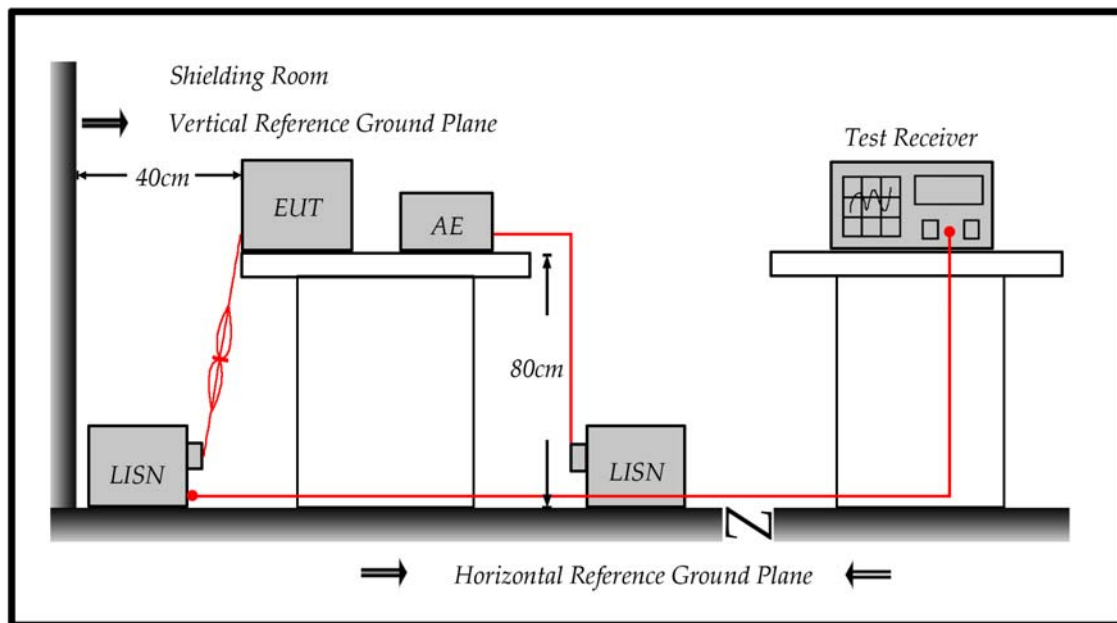 Shielding Room
Vertical Reference Ground Plane
Test Receiver
40cm
EUT
AE
80cm
LISN
LISN
Horizontal Reference Ground Plane